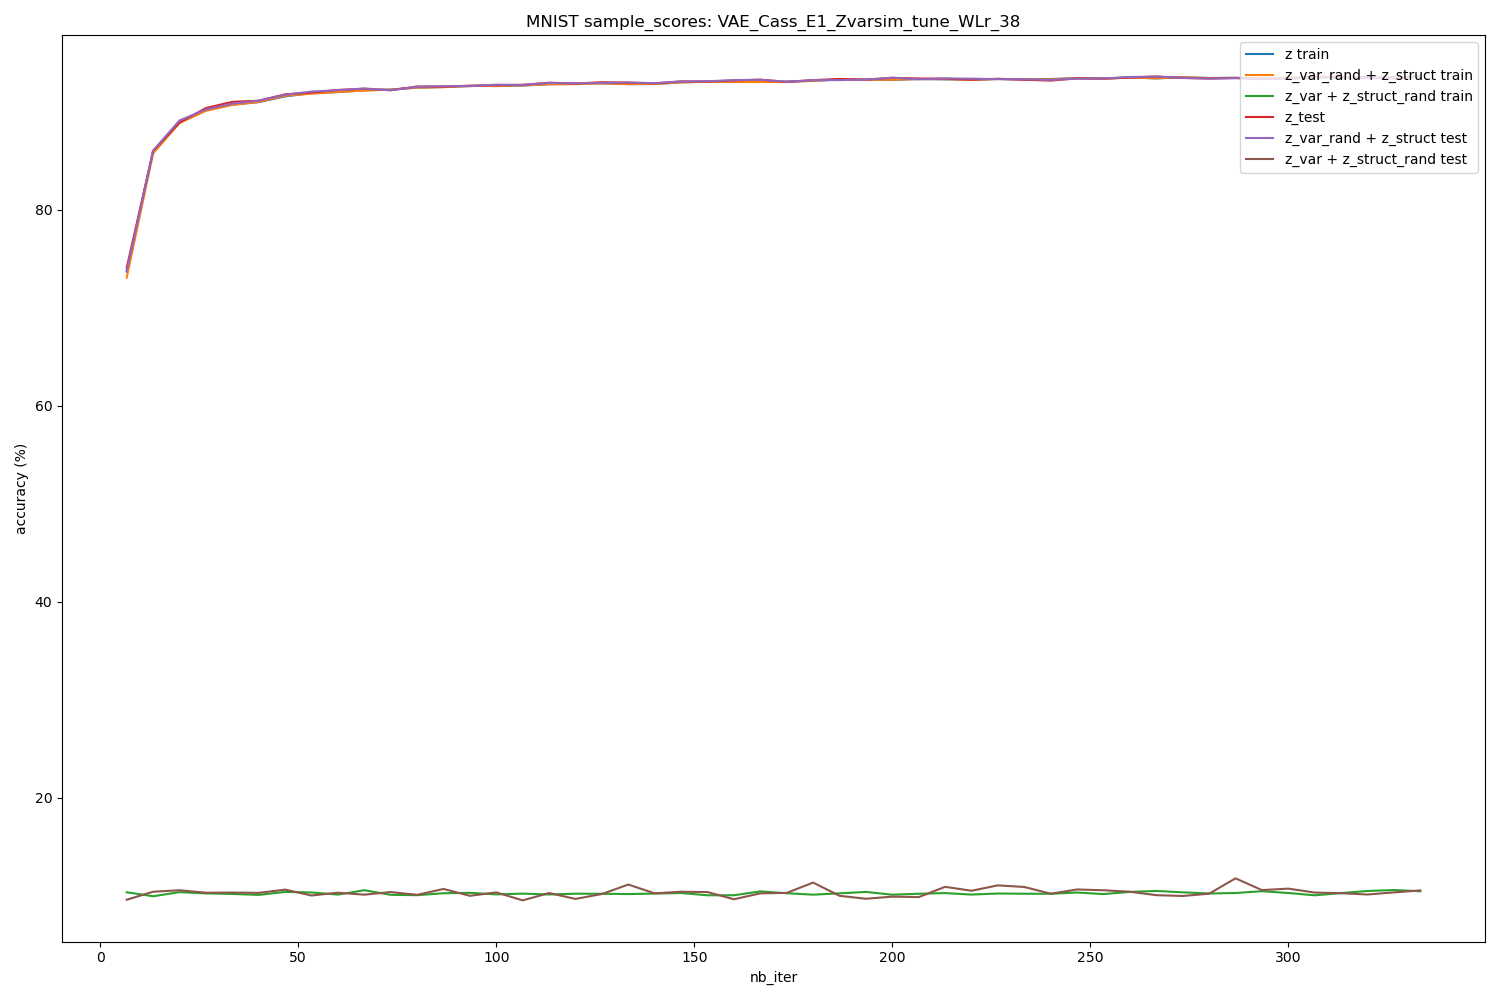 MNIST sample_scores: VAE_Cass_E1_Zvarsim_tune_WLr_38
z train
z_var_rand + z_struct train
z_var + z_struct_rand train
z_test
z_var_rand + z_struct test
z_var + z_struct_rand test
80
60
40
20
accuracy (%)
0
50
100
150
200
250
300
nb_iter